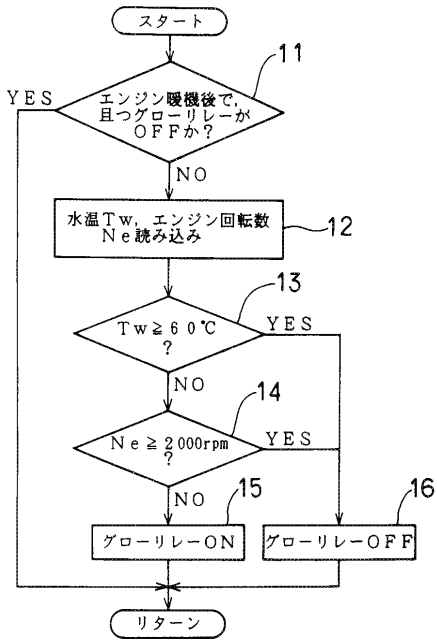 スタート
11
YES
エンジン暖機後で,
且つグローリレーが
OFFか?
NO
水温Tw,エンジン回転数
Ne読み込み
12
13
Tw≧60℃
?
YES
NO
14
Ne≧2000rpm
?
YES
NO
15
16
グローリレーON
グローリレーOFF
リターン